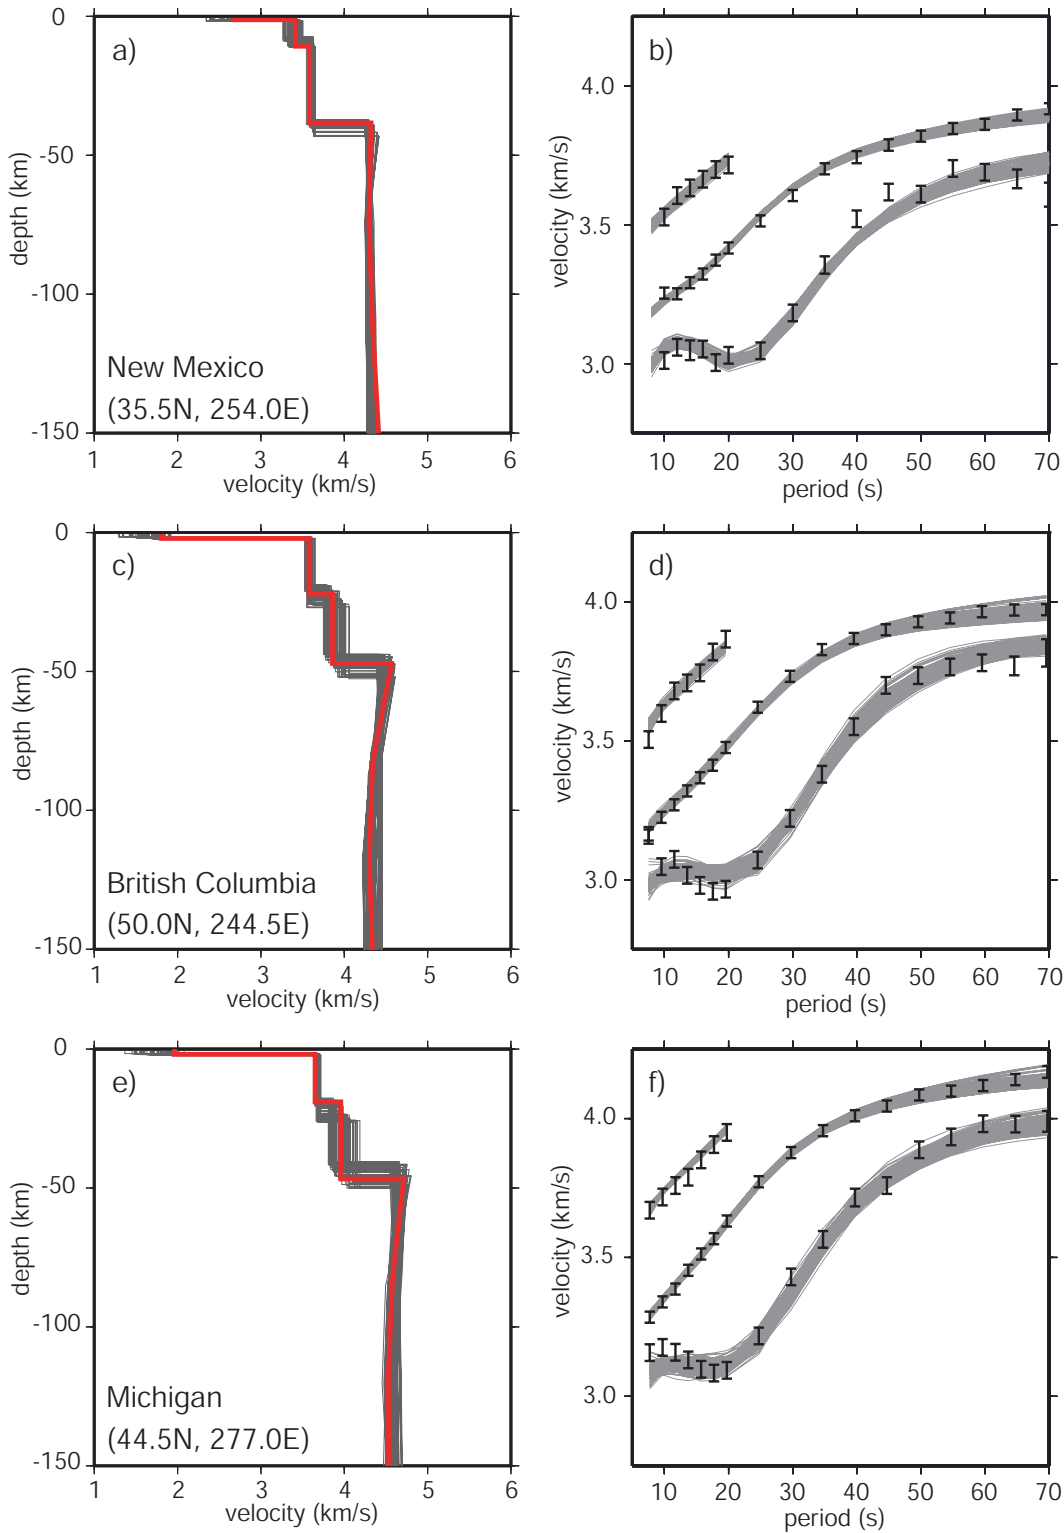 0
-50
-100
-150
depth (km)
a)
New Mexico
(35.5N, 254.0E)
1 2 3 4 5 6
velocity (km/s)
4.0
3.5
3.0
velocity (km/s)
b)
10 20 30 40 50 60 70
period (s)
0
-50
-100
-150
depth (km)
c)
British Columbia
(50.0N, 244.5E)
1 2 3 4 5 6
velocity (km/s)
4.0
3.5
3.0
velocity (km/s)
d)
10 20 30 40 50 60 70
period (s)
0
-50
-100
-150
depth (km)
e)
Michigan
(44.5N, 277.0E)
1 2 3 4 5 6
velocity (km/s)
4.0
3.5
3.0
velocity (km/s)
f)
10 20 30 40 50 60 70
period (s)